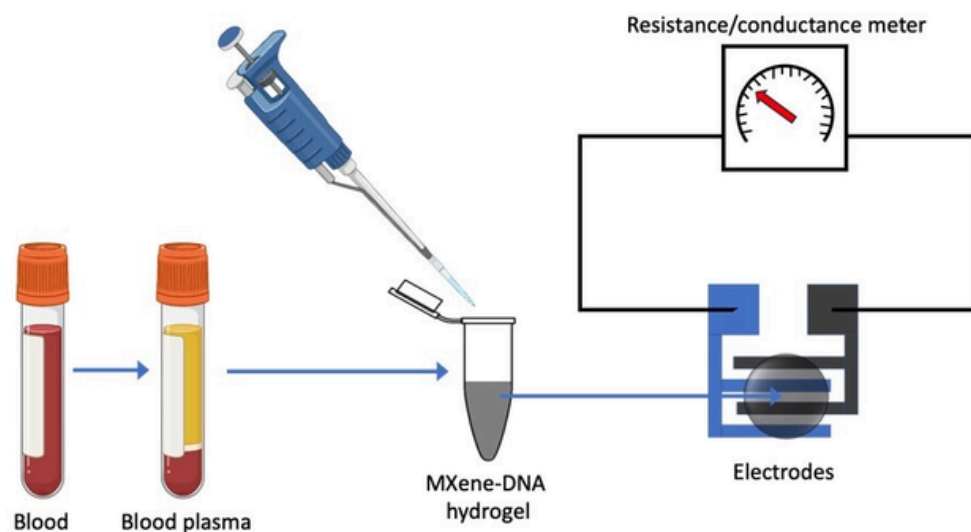 Resistance/conductance meter
MXene-DNA
hydrogel
Electrodes
Blood
Blood plasma